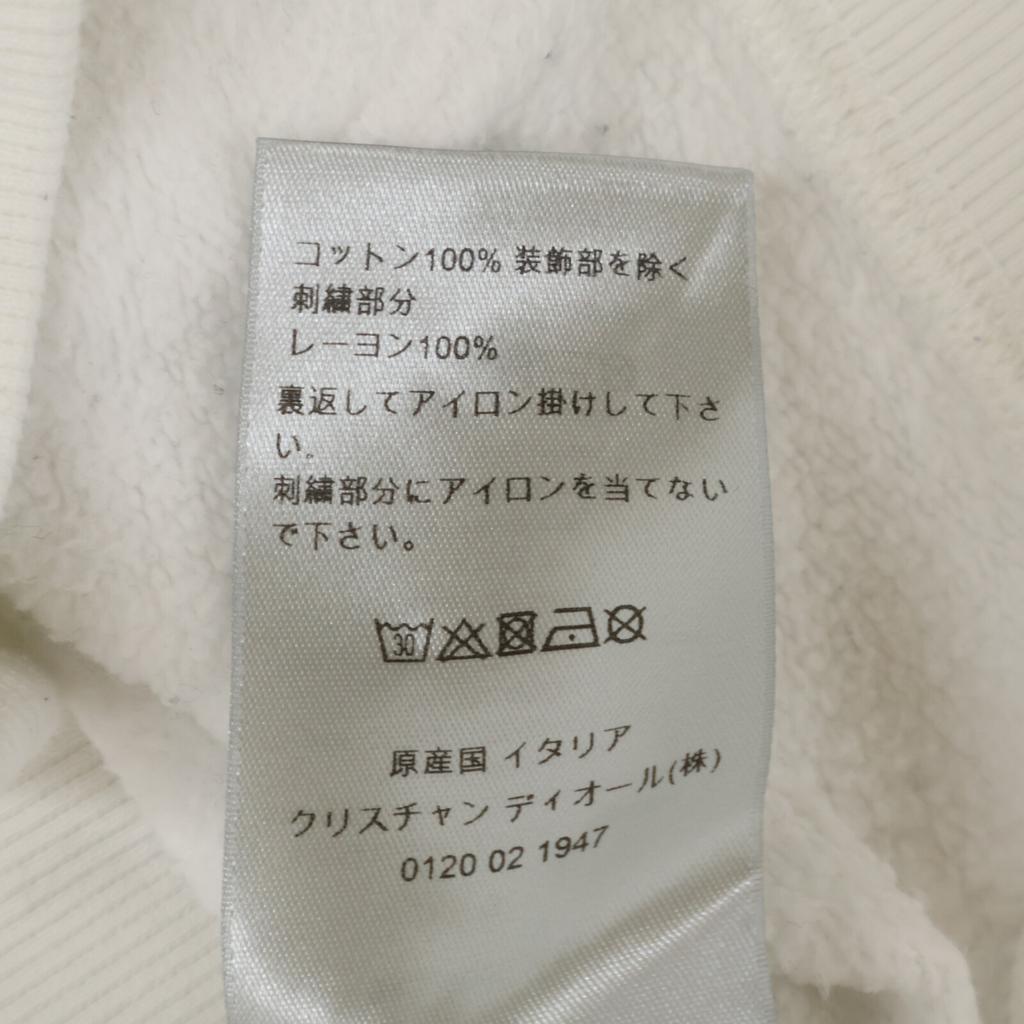 コットン100% 装飾部を除く
刺繍部分
レーヨン100%
裏返してアイロン掛けして下さ
い。
刺繍部分にアイロンを当てない
で下さい。
30
原産国 イタリア
クリスチャン ディオール(株)
0120 02 1947